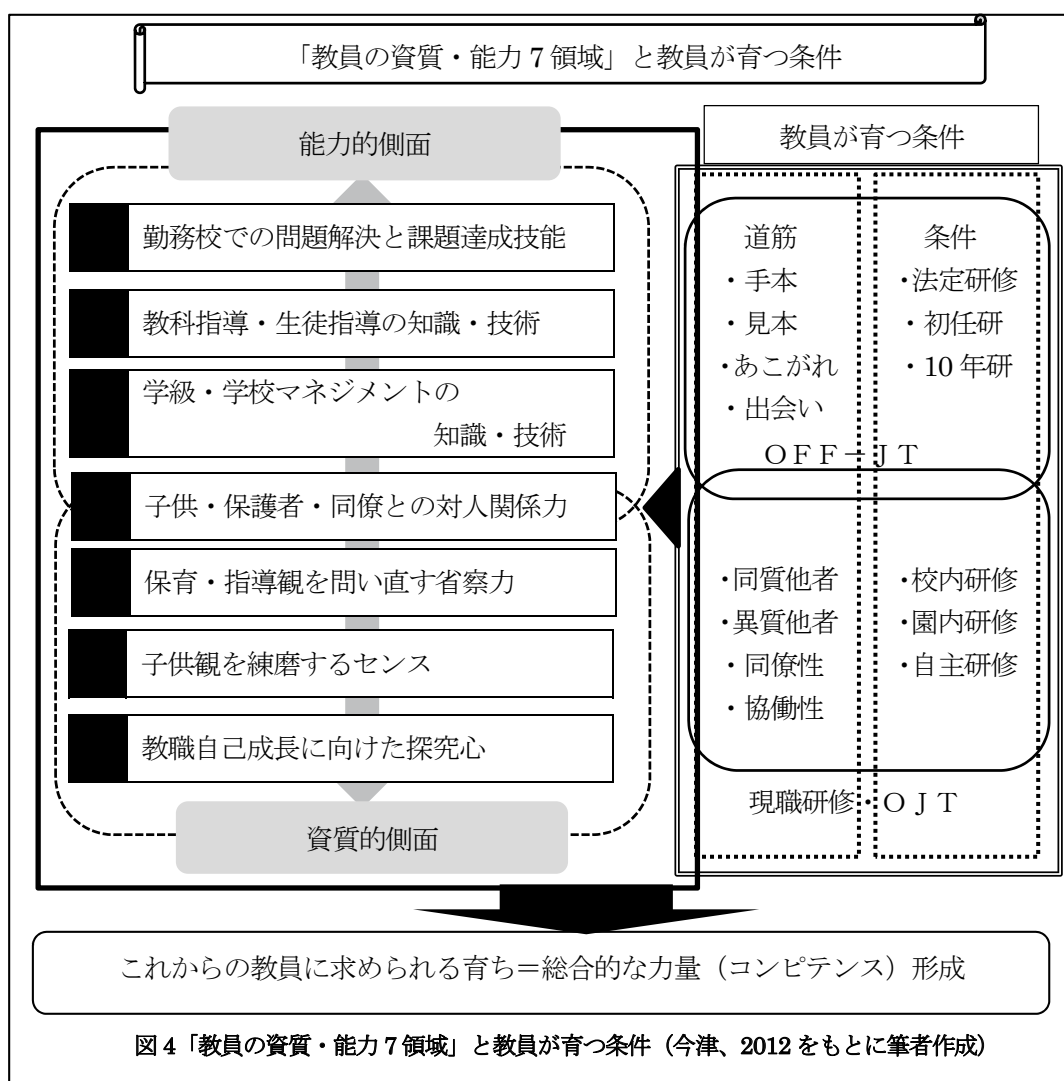 「教員の資質・能力7領域」と教員が育つ条件
能力的側面
勤務校での問題解決と課題達成技能
教科指導・生徒指導の知識・技術
学級・学校マネジメントの
知識・技術
子供・保護者・同僚との対人関係力
保育・指導観を問い直す省察力
子供観を練磨するセンス
教職自己成長に向けた探究心
資質的側面
教員が育つ条件
道筋
・手本
・見本
・あこがれ
・出会い
条件
・法定研修
・初任研
・10年研
OFF-JT
・同質他者
・異質他者
・同僚性
・協働性
・校内研修
・園内研修
・自主研修
現職研修・OJT
これからの教員に求められる育ち＝総合的な力量（コンピテンス）形成
図4「教員の資質・能力7領域」と教員が育つ条件（今津、2012をもとに筆者作成）